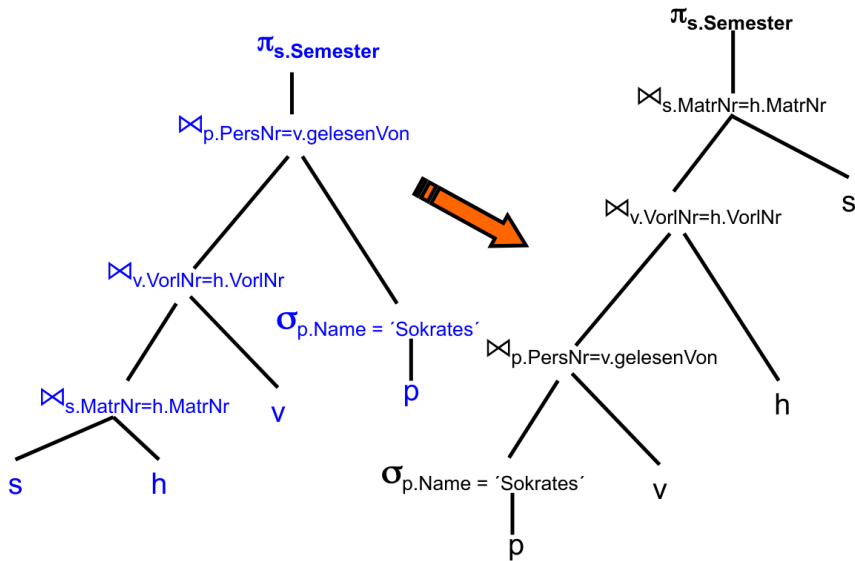 πs.Semester
⋈p.PersNr=v.gelesenVon
⋈v.VorlNr=h.VorlNr
σp.Name = ´Sokrates´
p
⋈s.MatrNr=h.MatrNr
v
s
h
πs.Semester
⋈s.MatrNr=h.MatrNr
s
⋈v.VorlNr=h.VorlNr
⋈p.PersNr=v.gelesenVon
h
σp.Name = ´Sokrates´
v
p